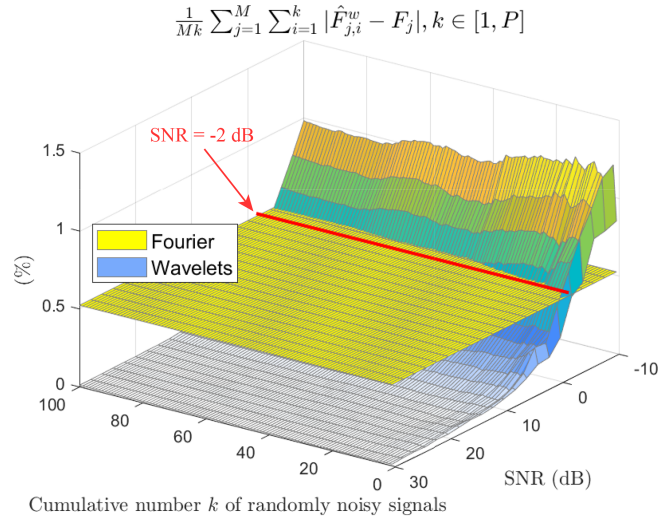 \frac{1}{Mk} \sum_{j=1}^{M} \sum_{i=1}^{k} |\hat{F}_{j,i}^{w} - F_j|, k \in [1, P]
SNR = -2 dB
1.5
1
0.5
0
(%)
Fourier
Wavelets
100
80
60
40
20
0
30
20
10
0
-10
SNR (dB)
Cumulative number k of randomly noisy signals